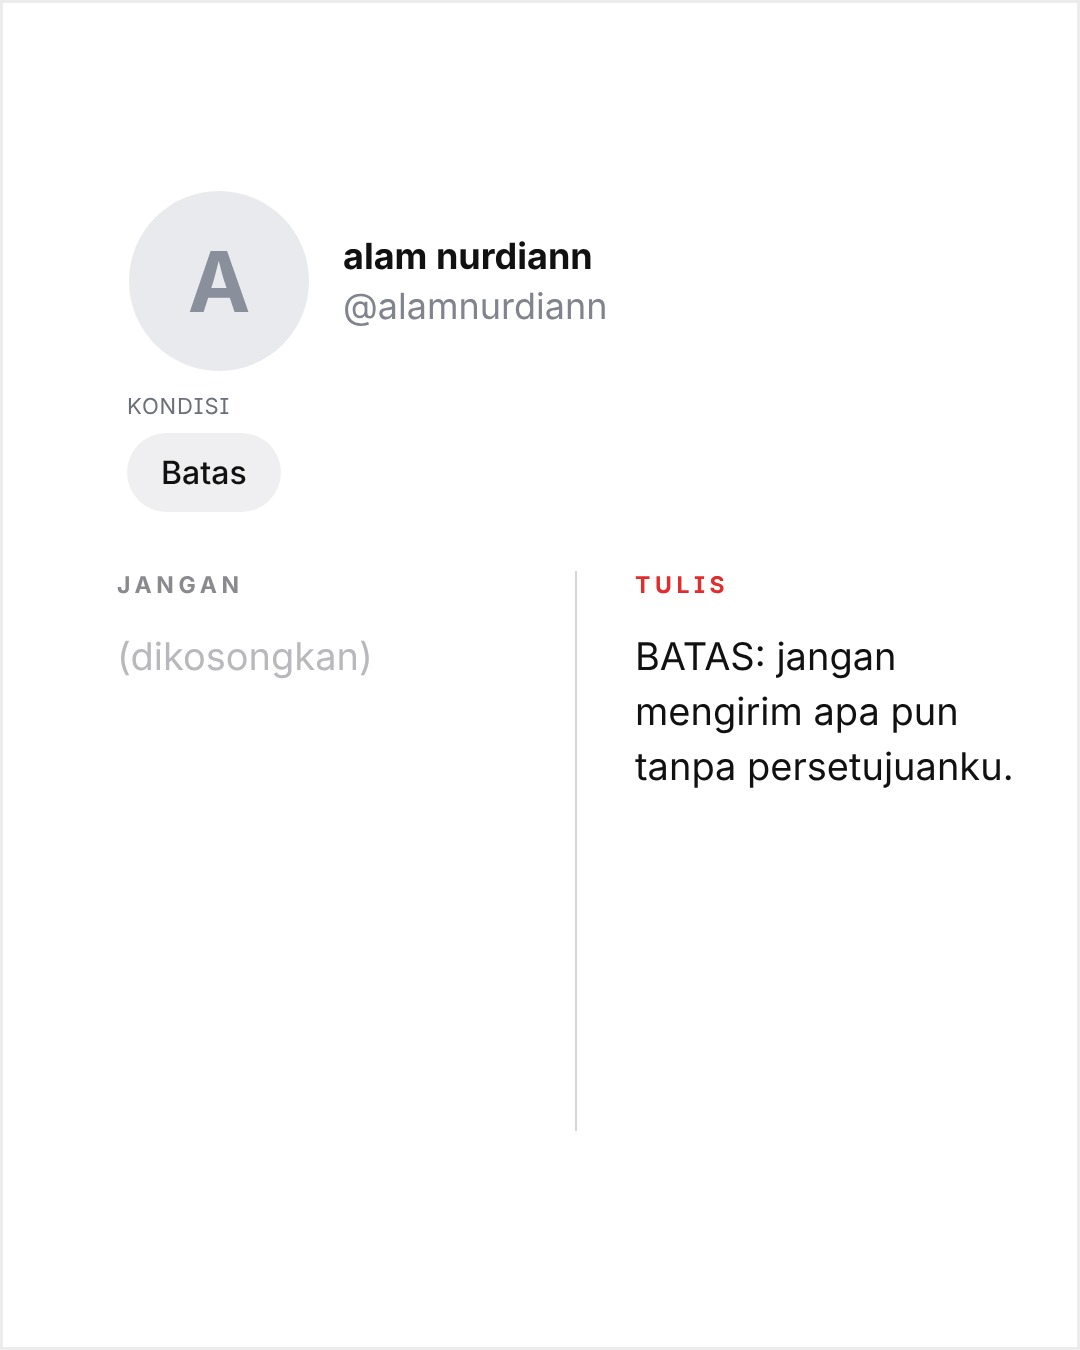 A
alam nurdiann
@alamnurdiann
KONDISI
Batas
JANGAN
(dikosongkan)
TULIS
BATAS: jangan
mengirim apa pun
tanpa persetujuanku.